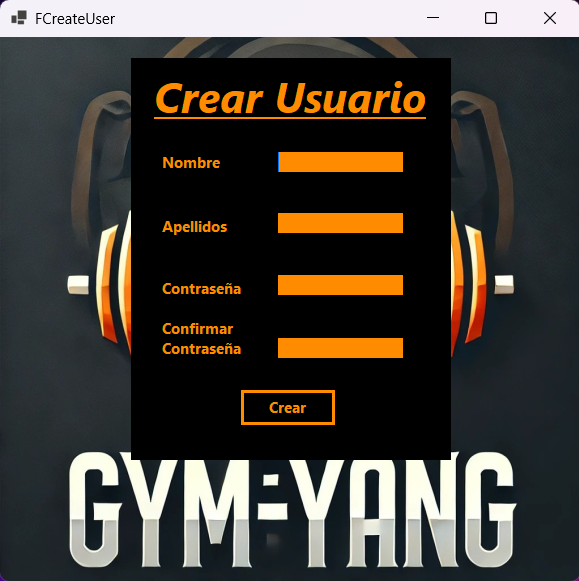 FCreateUser
Crear Usuario
Nombre
Apellidos
Contraseña
Confirmar
Contraseña
Crear
GYM-YANG